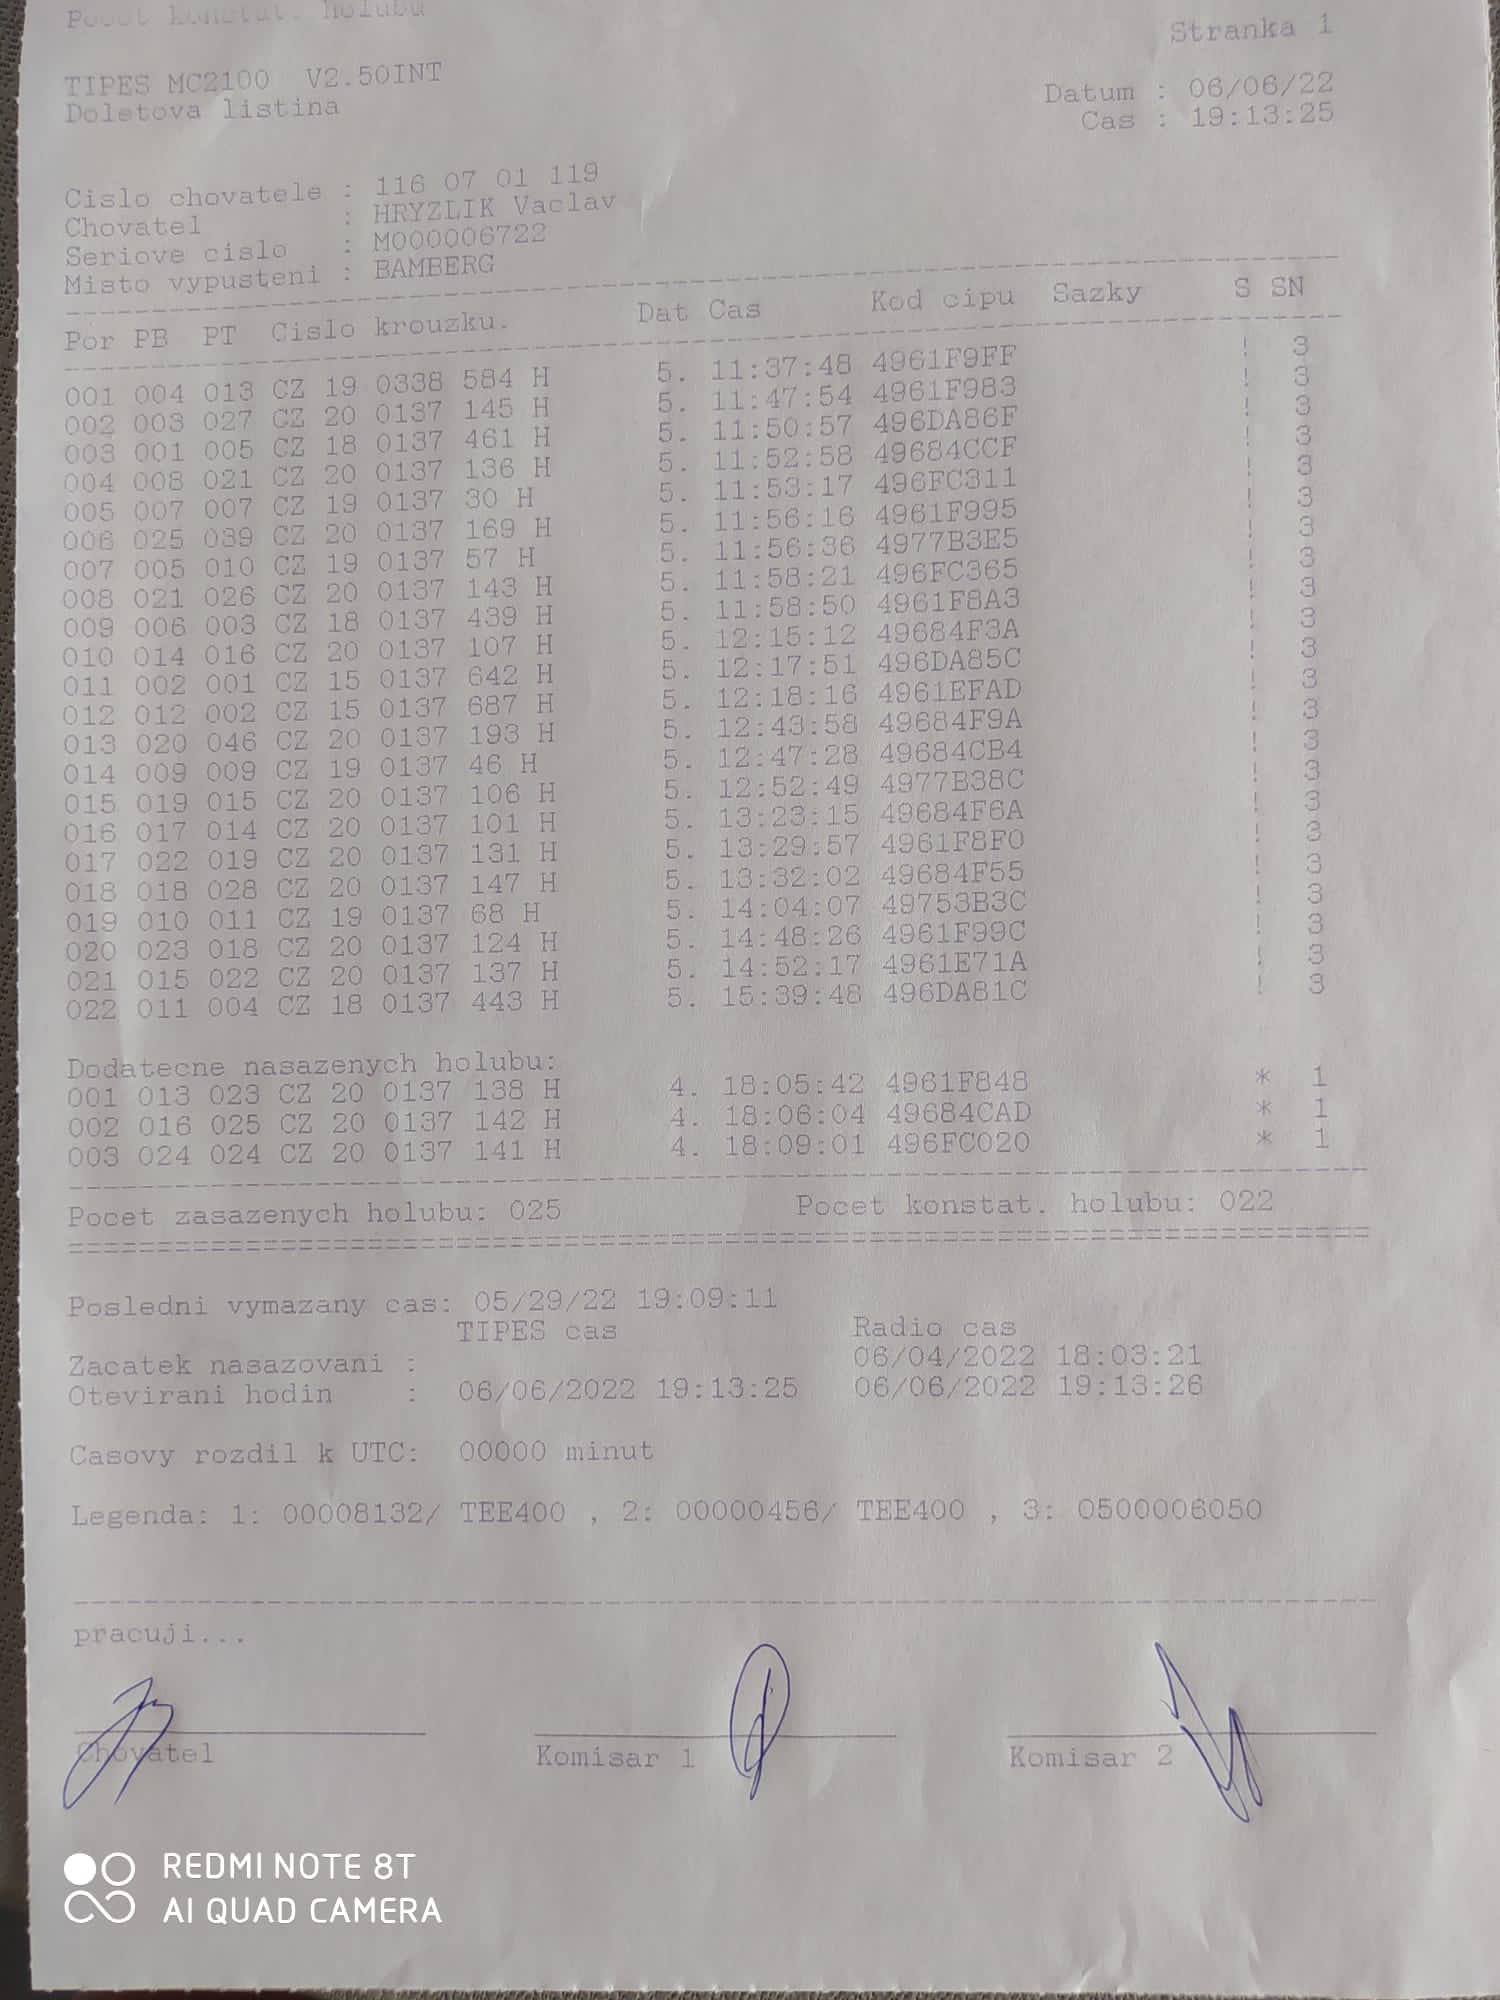 Pocet konstat. holubu
Stranka 1
TIPES MC2100 V2.50INT
Doletova listina
Datum : 06/06/22
Cas : 19:13:25
Cislo chovatele : 116 07 01 119
Chovatel : HRYZLIK Vaclav
Seriove cislo : M000006722
Misto vypusteni : BAMBERG
Por PB PT Cislo krouzku. Dat Cas Kod cipu Sazky S SN
001 004 013 CZ 19 0338 584 H 5. 11:37:48 4961F9FF ! 3
002 003 027 CZ 20 0137 145 H 5. 11:47:54 4961F983 ! 3
003 001 005 CZ 18 0137 461 H 5. 11:50:57 496DA86F ! 3
004 008 021 CZ 20 0137 136 H 5. 11:52:58 49684CCF ! 3
005 007 007 CZ 19 0137 30 H 5. 11:53:17 496FC311 ! 3
006 025 039 CZ 20 0137 169 H 5. 11:56:16 4961F995 ! 3
007 005 010 CZ 19 0137 57 H 5. 11:56:36 4977B3E5 ! 3
008 021 026 CZ 20 0137 143 H 5. 11:58:21 496FC365 ! 3
009 006 003 CZ 18 0137 439 H 5. 11:58:50 4961F8A3 ! 3
010 014 016 CZ 20 0137 107 H 5. 12:15:12 49684F3A ! 3
011 002 001 CZ 15 0137 642 H 5. 12:17:51 496DA85C ! 3
012 012 002 CZ 15 0137 687 H 5. 12:18:16 4961EFAD ! 3
013 020 046 CZ 20 0137 193 H 5. 12:43:58 49684F9A ! 3
014 009 009 CZ 19 0137 46 H 5. 12:47:28 49684CB4 ! 3
015 019 015 CZ 20 0137 106 H 5. 12:52:49 4977B38C ! 3
016 017 014 CZ 20 0137 101 H 5. 13:23:15 49684F6A ! 3
017 022 019 CZ 20 0137 131 H 5. 13:29:57 4961F8F0 ! 3
018 018 028 CZ 20 0137 147 H 5. 13:32:02 49684F55 ! 3
019 010 011 CZ 19 0137 68 H 5. 14:04:07 49753B3C ! 3
020 023 018 CZ 20 0137 124 H 5. 14:48:26 4961F99C ! 3
021 015 022 CZ 20 0137 137 H 5. 14:52:17 4961E71A ! 3
022 011 004 CZ 18 0137 443 H 5. 15:39:48 496DA81C ! 3
Dodatecne nasazenych holubu:
001 013 023 CZ 20 0137 138 H 4. 18:05:42 4961F848 * 1
002 016 025 CZ 20 0137 142 H 4. 18:06:04 49684CAD * 1
003 024 024 CZ 20 0137 141 H 4. 18:09:01 496FC020 * 1
Pocet zasazenych holubu: 025 Pocet konstat. holubu: 022
Posledni vymazany cas: 05/29/22 19:09:11
TIPES cas Radio cas
Zacatek nasazovani : 06/04/2022 18:03:21
Otevirani hodin : 06/06/2022 19:13:25 06/06/2022 19:13:26
Casovy rozdil k UTC: 00000 minut
Legenda: 1: 00008132/ TEE400 , 2: 00000456/ TEE400 , 3: 0500006050
pracuji...
Chovatel Komisar 1 Komisar 2
REDMI NOTE 8T
AI QUAD CAMERA